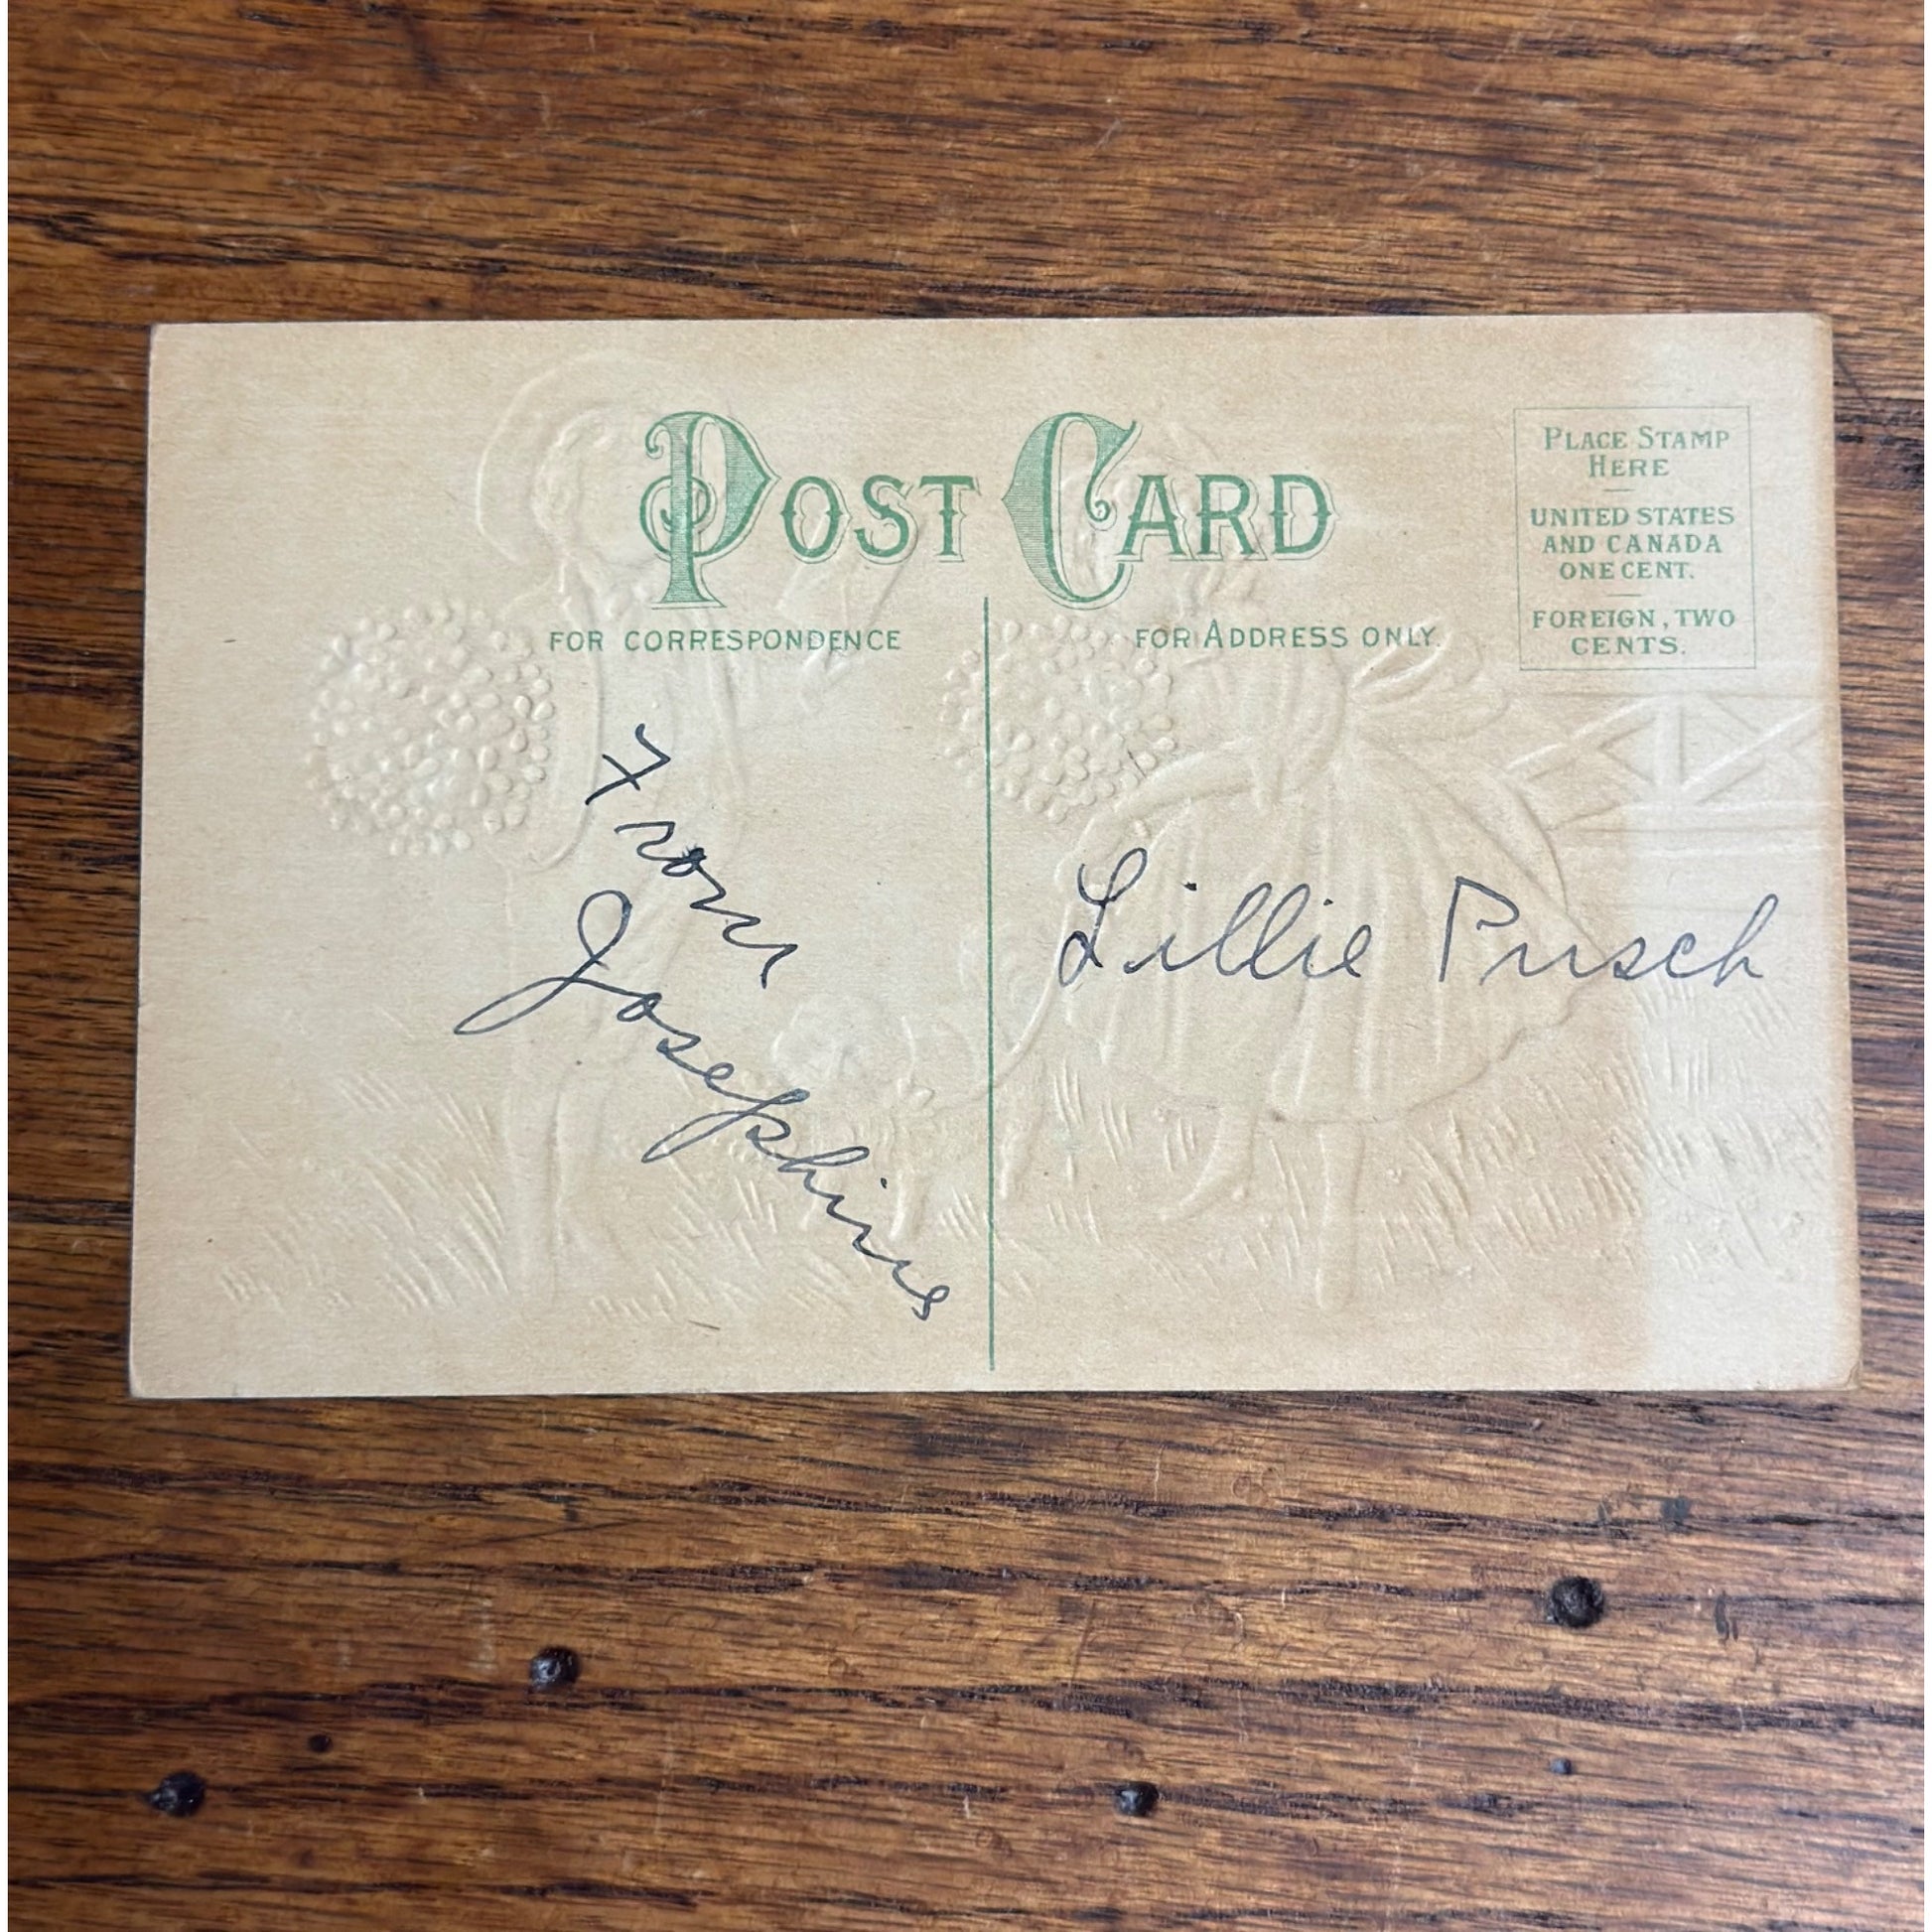 POST CARD
PLACE STAMP
HERE
UNITED STATES
AND CANADA
ONE CENT.
FOREIGN, TWO
CENTS.
FOR CORRESPONDENCE
FOR ADDRESS ONLY.
From
Josephine
Lillie Pusch